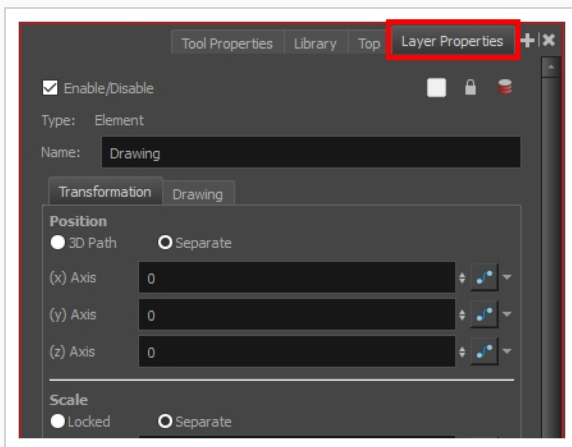 Tool Properties Library Top Layer Properties
Enable/Disable
Type: Element
Name: Drawing
Transformation Drawing
Position
3D Path Separate
(x) Axis 0
(y) Axis 0
(z) Axis 0
Scale
Locked Separate